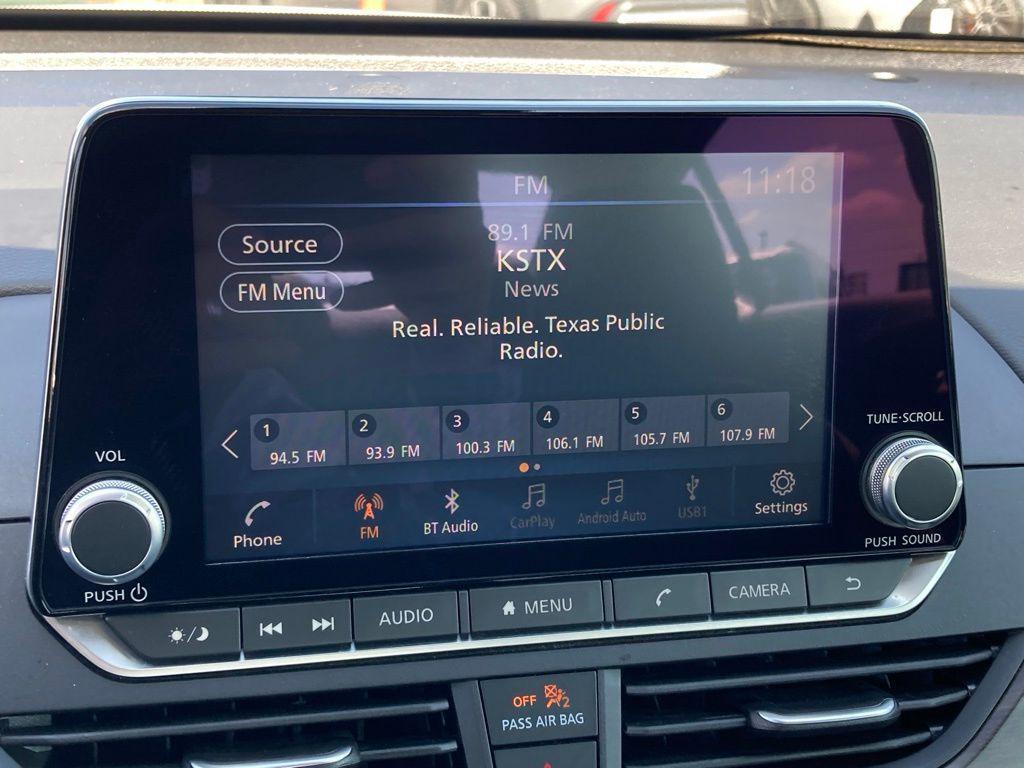 FM
11:18
Source
89.1 FM
KSTX
FM Menu
News
Real. Reliable. Texas Public
Radio.
1 94.5 FM
2 93.9 FM
3 100.3 FM
4 106.1 FM
5 105.7 FM
6 107.9 FM
Phone
FM
BT Audio
CarPlay
Android Auto
USB1
Settings
VOL
PUSH
TUNE·SCROLL
PUSH SOUND
AUDIO
MENU
CAMERA
OFF 2
PASS AIR BAG